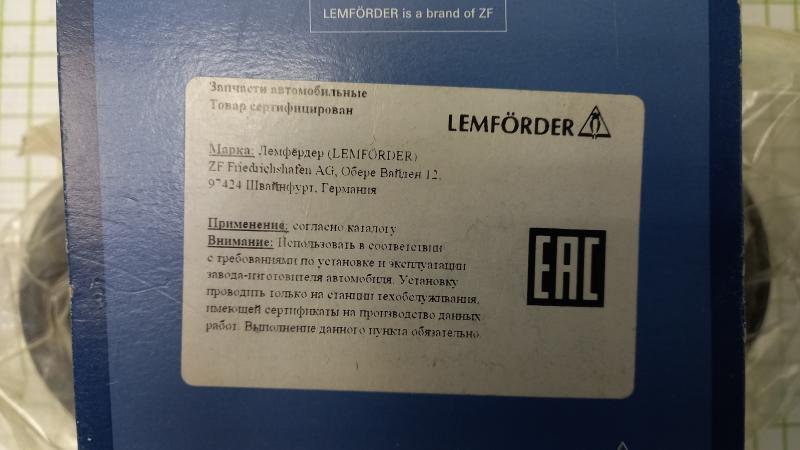 LEMFÖRDER is a brand of ZF
Запчасти автомобильные
Товар сертифицирован
LEMFÖRDER
Марка: Лемфёрдер (LEMFÖRDER)
ZF Friedrichshafen AG, Обере Вайлен 12,
97424 Швайнфурт, Германия
Применение: согласно каталогу
Внимание: Использовать в соответствии
с требованиями по установке и эксплуатации
завода-изготовителя автомобиля. Установку
проводить только на станции техобслуживания,
имеющей сертификаты на производство данных
работ. Выполнение данного пункта обязательно.
EAC